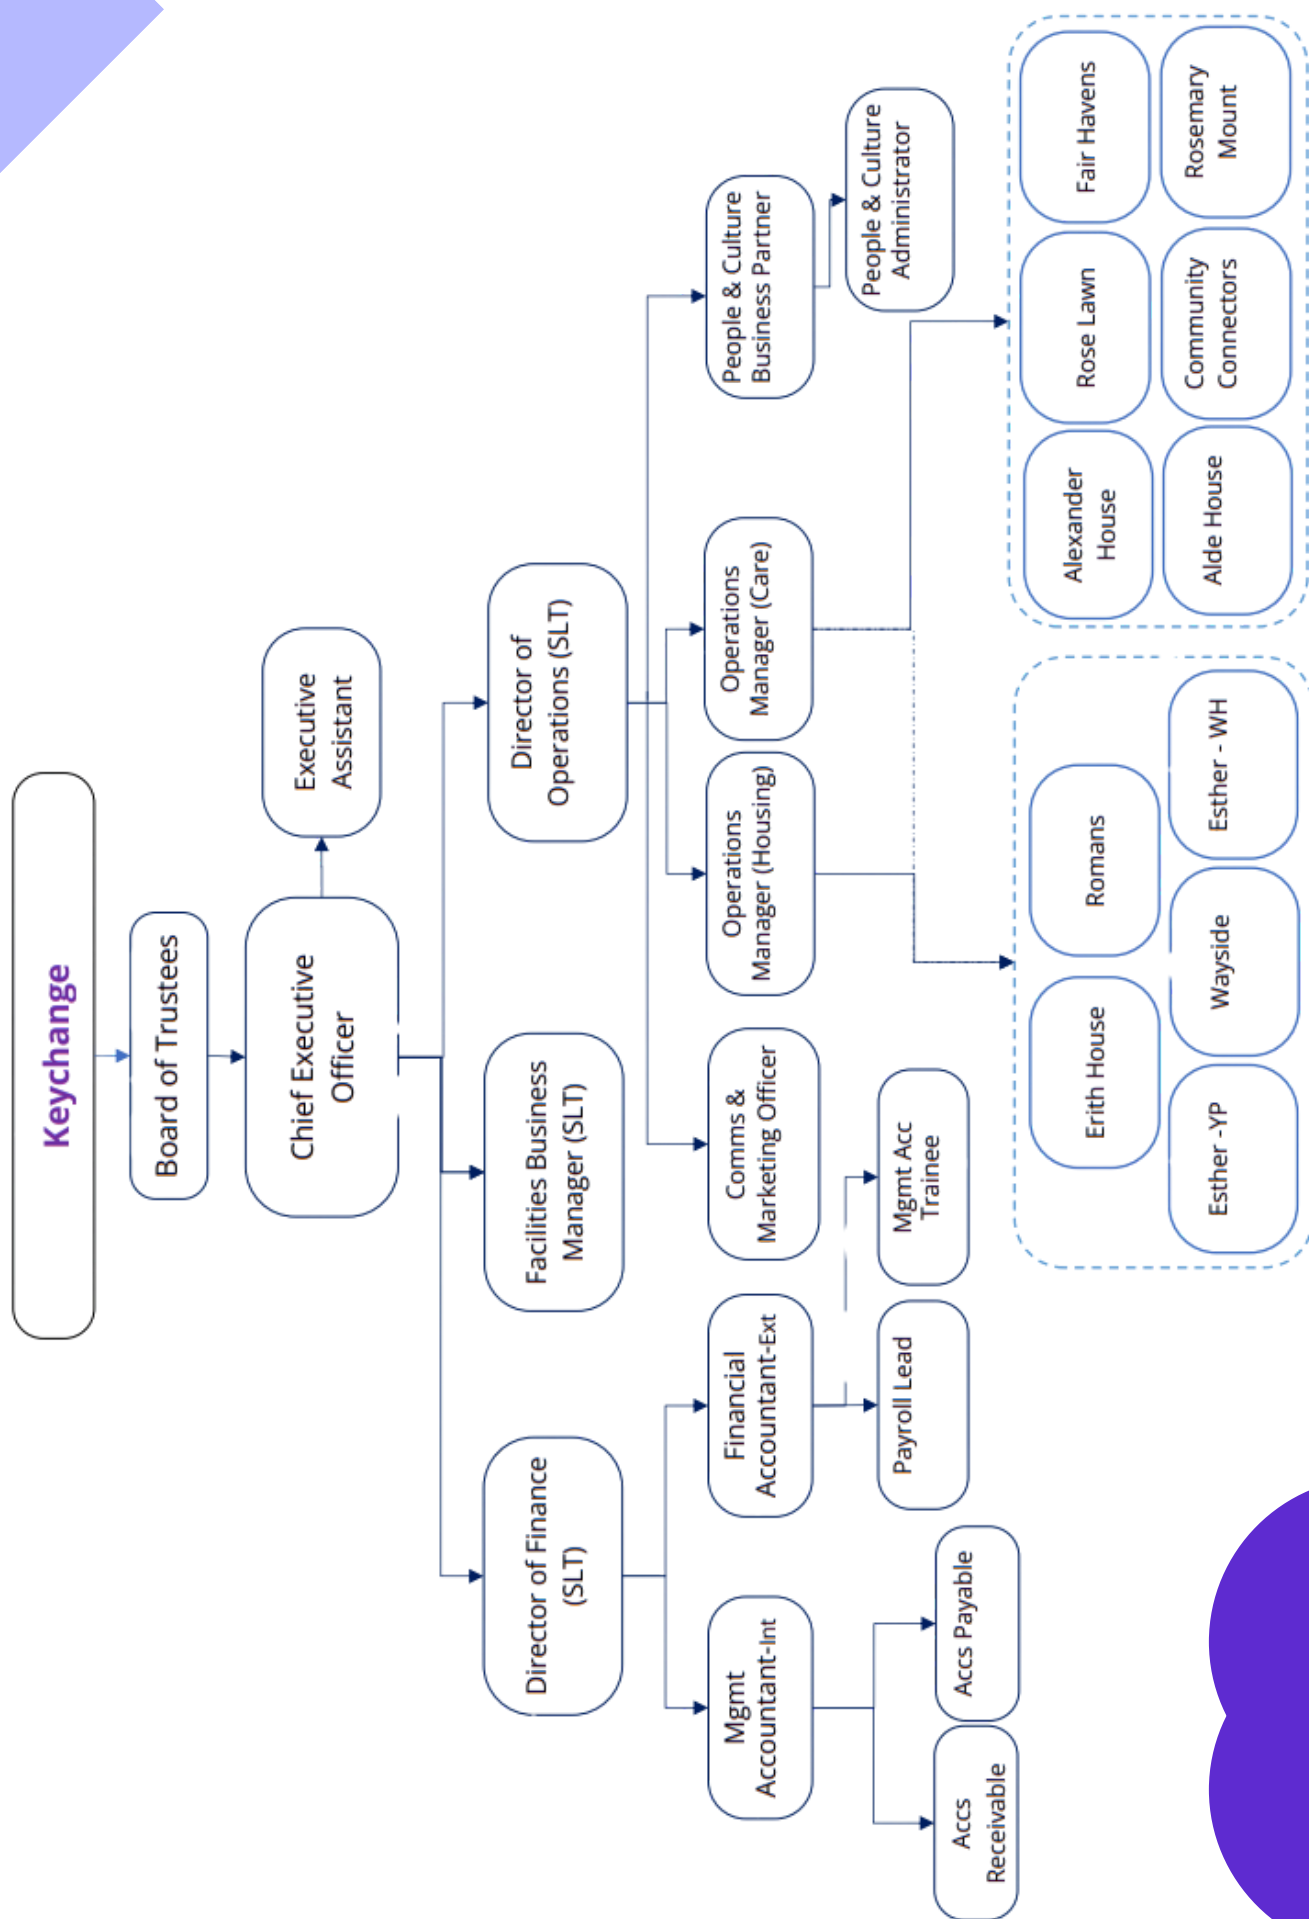 Keychange
Board of Trustees
Chief Executive
Officer
Executive
Assistant
Director of Finance
(SLT)
Facilities Business
Manager (SLT)
Director of
Operations (SLT)
Mgmt
Accountant-Int
Financial
Accountant-Ext
Comms &
Marketing Officer
Operations
Manager (Housing)
Operations
Manager (Care)
People & Culture
Business Partner
People & Culture
Administrator
Accs
Receivable
Accs Payable
Payroll Lead
Mgmt Acc
Trainee
Erith House
Romans
Esther -YP
Wayside
Esther - WH
Alexander
House
Rose Lawn
Fair Havens
Alde House
Community
Connectors
Rosemary
Mount